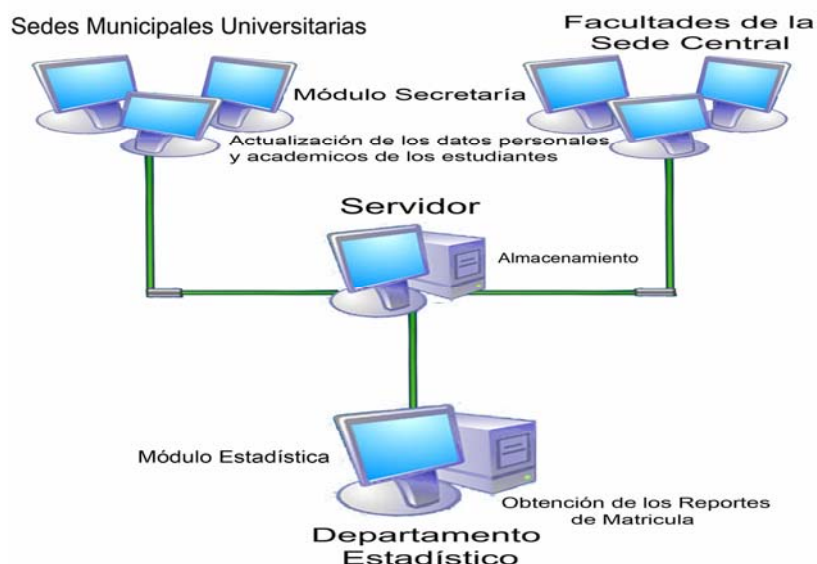 Sedes Municipales Universitarias
Facultades de la
Sede Central
Módulo Secretaría
Actualización de los datos personales
y academicos de los estudiantes
Servidor
Almacenamiento
Módulo Estadística
Obtención de los Reportes
de Matricula
Departamento
Estadístico